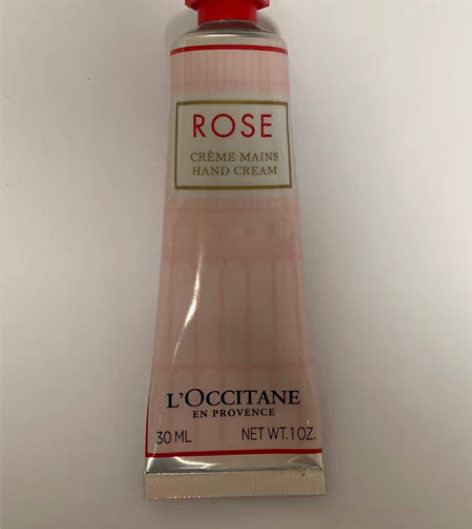 ROSE
CRÈME MAINS
HAND CREAM
L'OCCITANE
EN PROVENCE
30 ML NET WT.1 OZ.